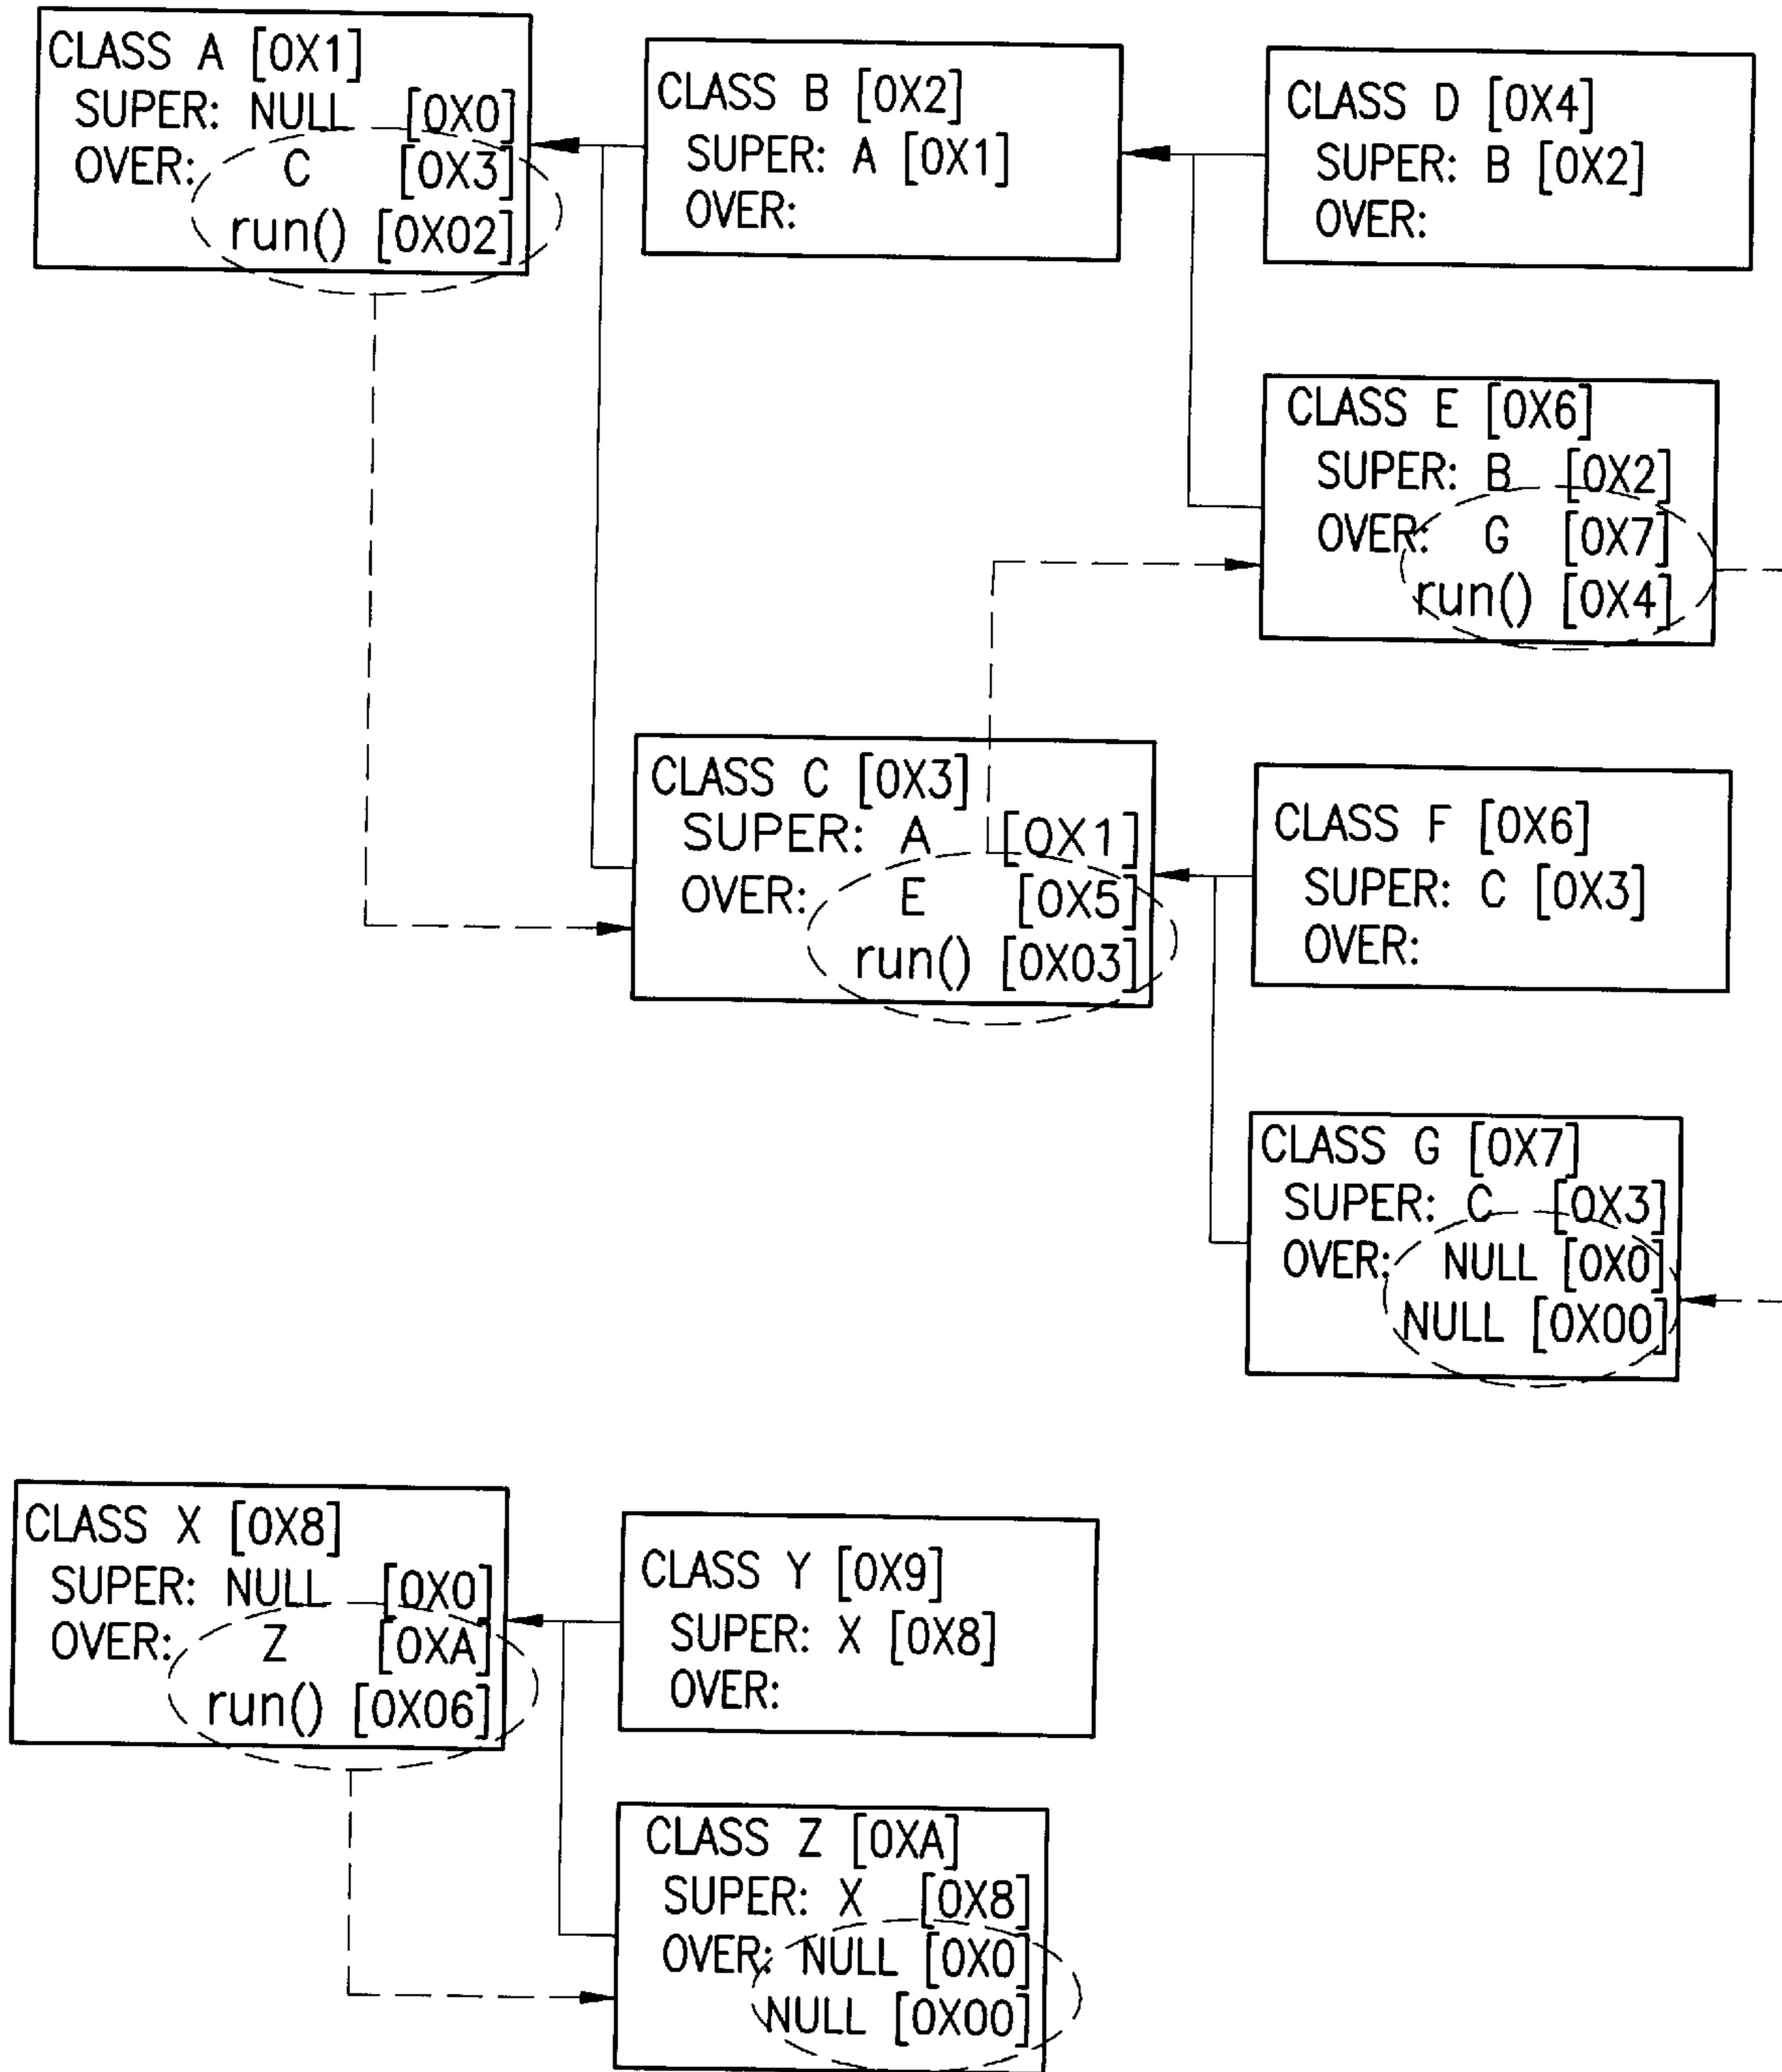 CLASS A [0X1]
SUPER: NULL [0X0]
OVER: C [0X3]
run() [0X02]
CLASS B [0X2]
SUPER: A [0X1]
OVER:
CLASS D [0X4]
SUPER: B [0X2]
OVER:
CLASS E [0X6]
SUPER: B [0X2]
OVER: G [0X7]
run() [0X4]
CLASS C [0X3]
SUPER: A [0X1]
OVER: E [0X5]
run() [0X03]
CLASS F [0X6]
SUPER: C [0X3]
OVER:
CLASS G [0X7]
SUPER: C [0X3]
OVER: NULL [0X0]
NULL [0X00]
CLASS X [0X8]
SUPER: NULL [0X0]
OVER: Z [0XA]
run() [0X06]
CLASS Y [0X9]
SUPER: X [0X8]
OVER:
CLASS Z [0XA]
SUPER: X [0X8]
OVER: NULL [0X0]
NULL [0X00]